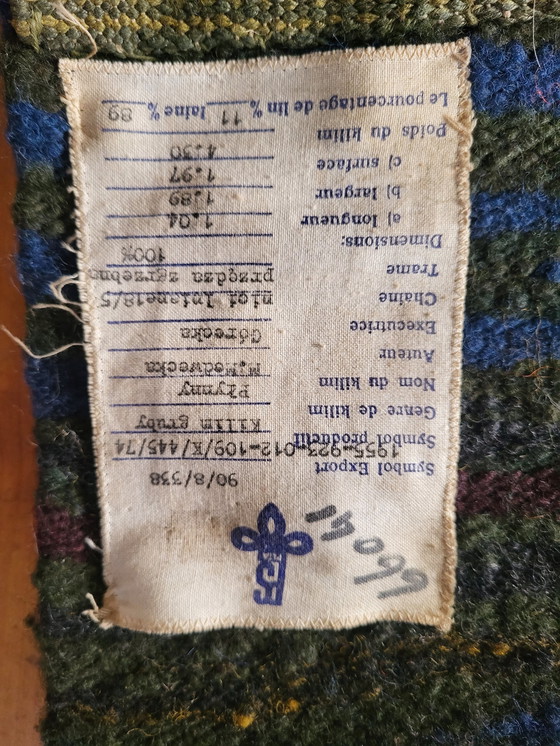 Symbol Export 90/8/338
Symbol productif 1955-923-012-109/K/445/74
Genre de kilim Kilim gruby
Nom du kilim Płynny
Auteur
Executrice Górecka
Chaine nici lniane18/5
Trame przędza zgrzebna
100%
Dimensions:
a) longueur 1.04
b) largeur 1.89
c) surface 1.97
Poids du kilim 4.30
Le pourcentage de lin % 11 laine % 89